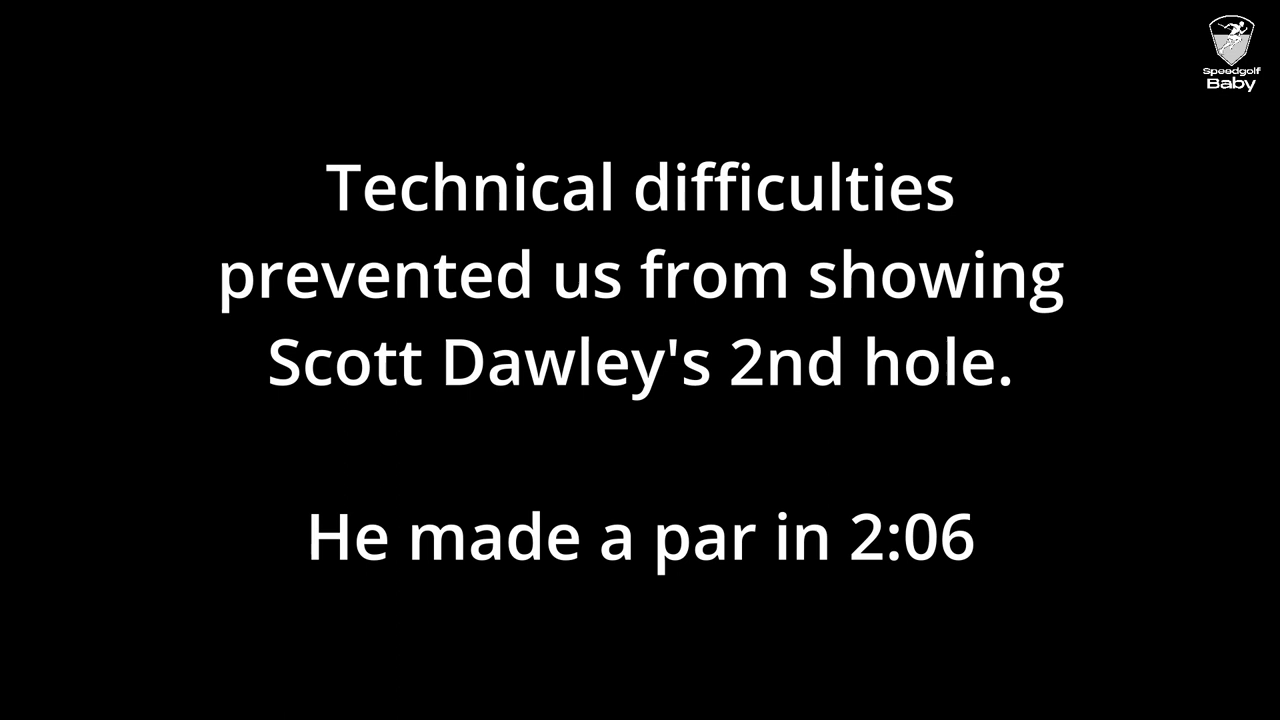 Speedgolf
Baby
Technical difficulties
prevented us from showing
Scott Dawley's 2nd hole.
He made a par in 2:06